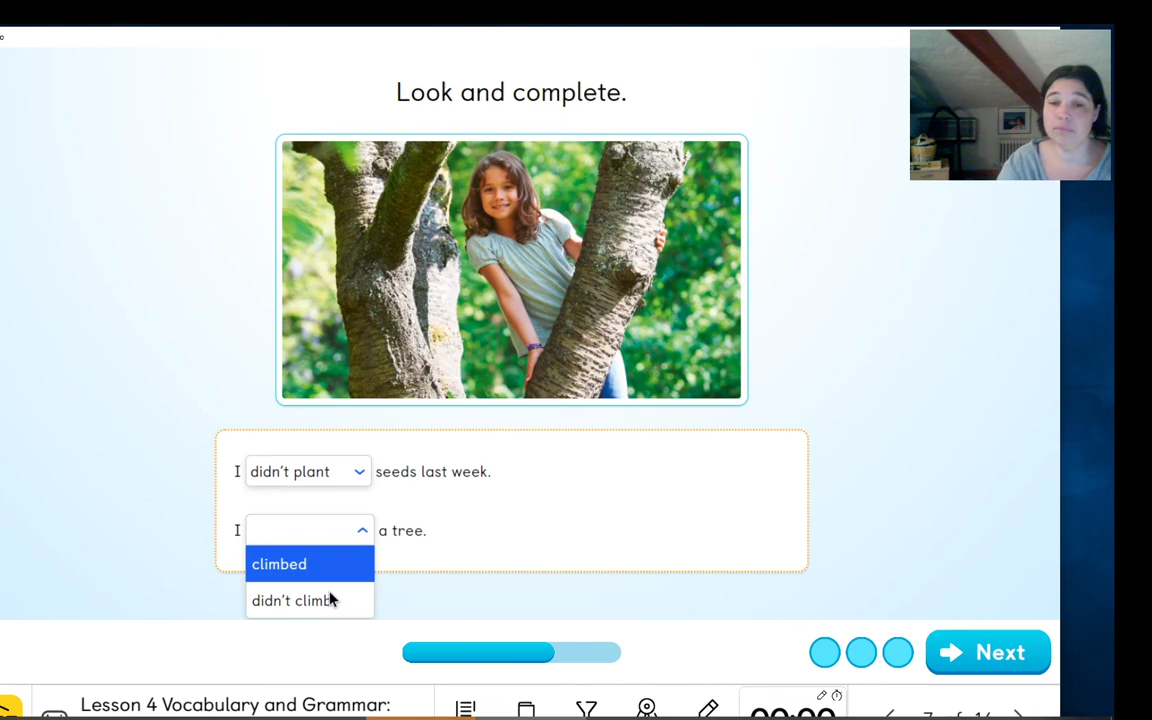 Look and complete.
I didn't plant seeds last week.
I a tree.
climbed
didn't climb
Next
Lesson 4 Vocabulary and Grammar: